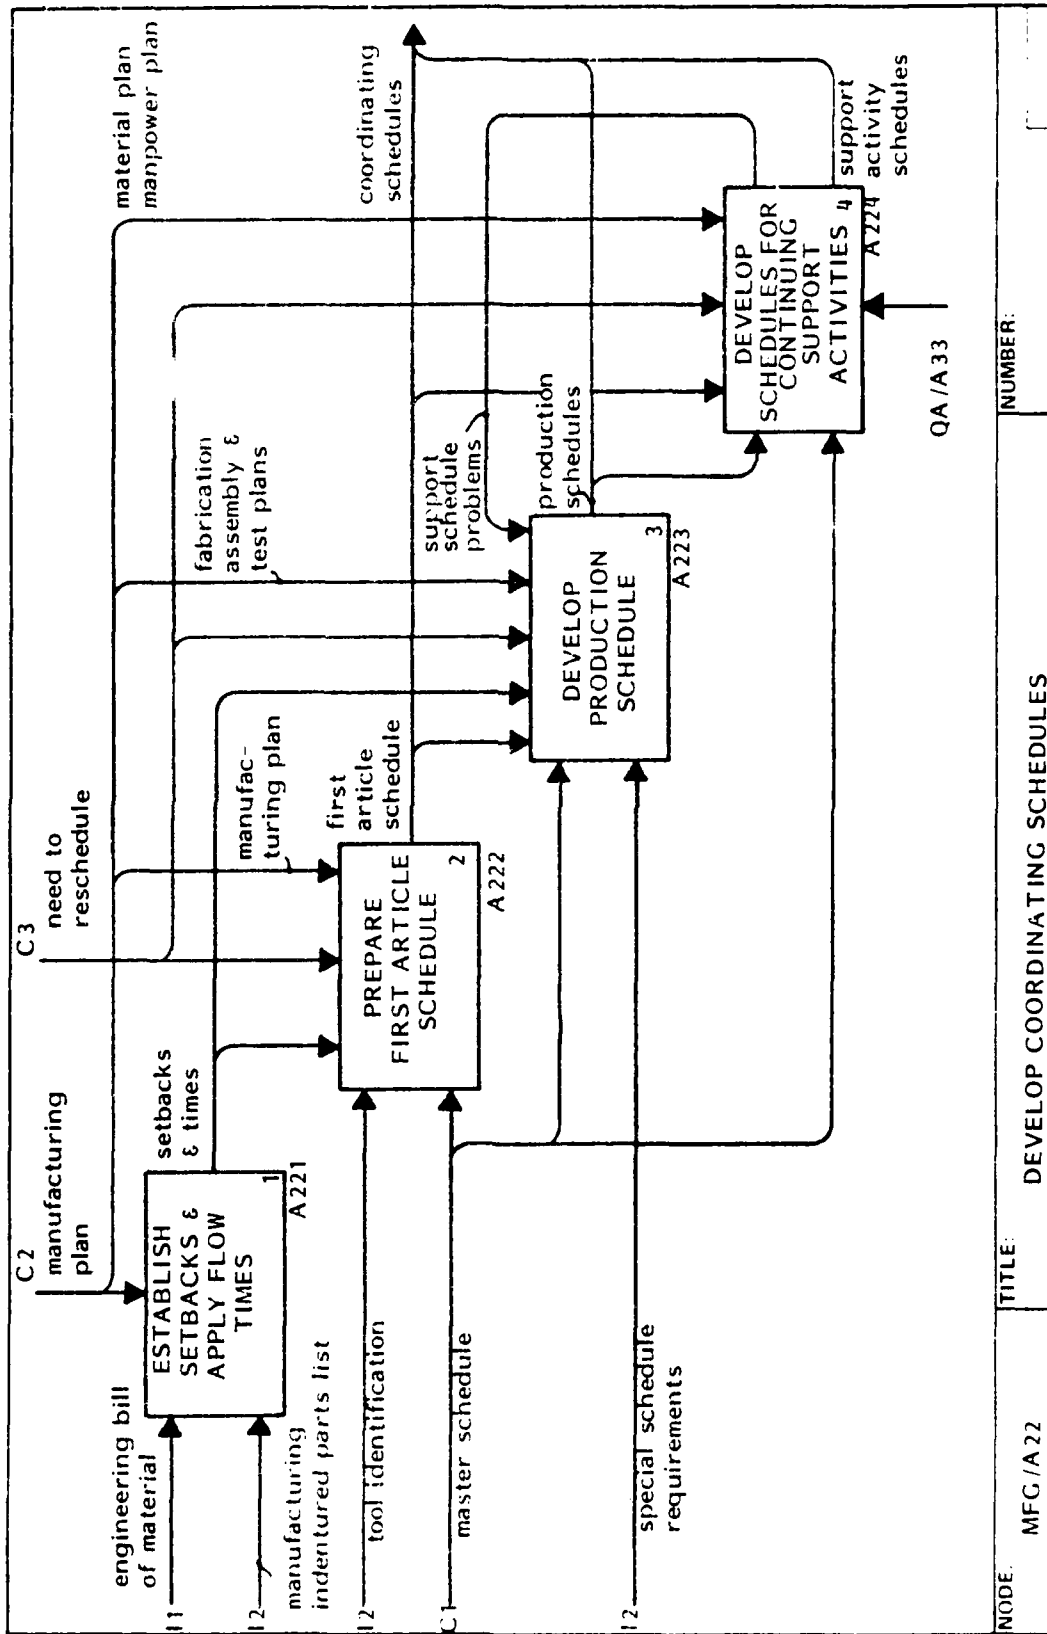 C2
manufacturing
plan
C3
need to
reschedule
material plan
manpower plan
engineering bill
of material
I1
I2
manufacturing
indentured parts list
ESTABLISH
SETBACKS &
APPLY FLOW
TIMES
1
A221
setbacks
& times
manufac-
turing plan
fabrication
assembly &
test plans
coordinating
schedules
I2
tool identification
C1
master schedule
PREPARE
FIRST ARTICLE
SCHEDULE
2
A222
first
article
schedule
support
schedule
problems
production
schedules
I2
special schedule
requirements
DEVELOP
PRODUCTION
SCHEDULE
3
A223
DEVELOP
SCHEDULES FOR
CONTINUING
SUPPORT
ACTIVITIES 4
A224
support
activity
schedules
QA/A33
NODE:
MFG/A22
TITLE:
DEVELOP COORDINATING SCHEDULES
NUMBER: